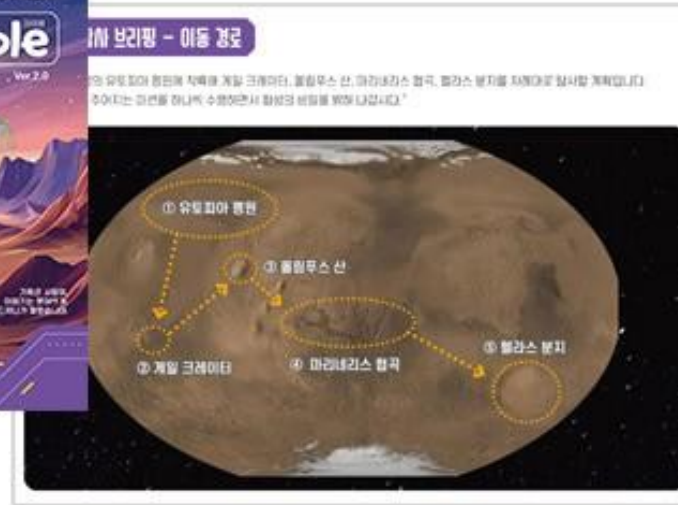 ple
Ver.2.0
탐사 브리핑 - 이동 경로
유토피아 평원에 착륙해 게일 크레이터, 올림푸스 산, 마리네리스 협곡, 헬라스 분지를 차례대로 탐사할 계획입니다.
주어지는 미션를 하나씩 수행하면서 화성의 비밀을 밝혀 나갑시다."
① 유토피아 평원
③ 올림푸스 산
⑤ 헬라스 분지
② 게일 크레이터
④ 마리네리스 협곡